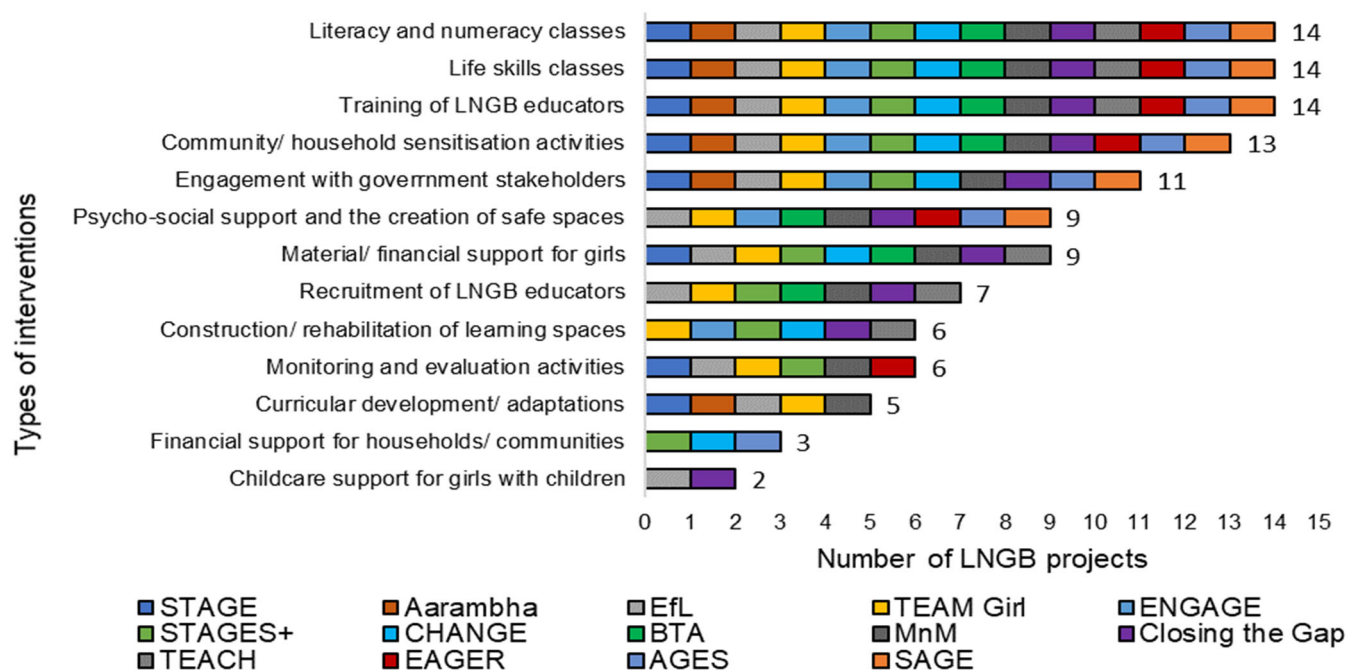 Types of interventions
Literacy and numeracy classes 14
Life skills classes 14
Training of LNGB educators 14
Community/ household sensitisation activities 13
Engagement with goverrnment stakeholders 11
Psycho-social support and the creation of safe spaces 9
Material/ financial support for girls 9
Recruitment of LNGB educators 7
Construction/ rehabilitation of learning spaces 6
Monitoring and evaluation activities 6
Curricular development/ adaptations 5
Financial support for households/ communities 3
Childcare support for girls with children 2
0 1 2 3 4 5 6 7 8 9 10 11 12 13 14 15
Number of LNGB projects
STAGE Aarambha EfL TEAM Girl ENGAGE
STAGES+ CHANGE BTA MnM Closing the Gap
TEACH EAGER AGES SAGE